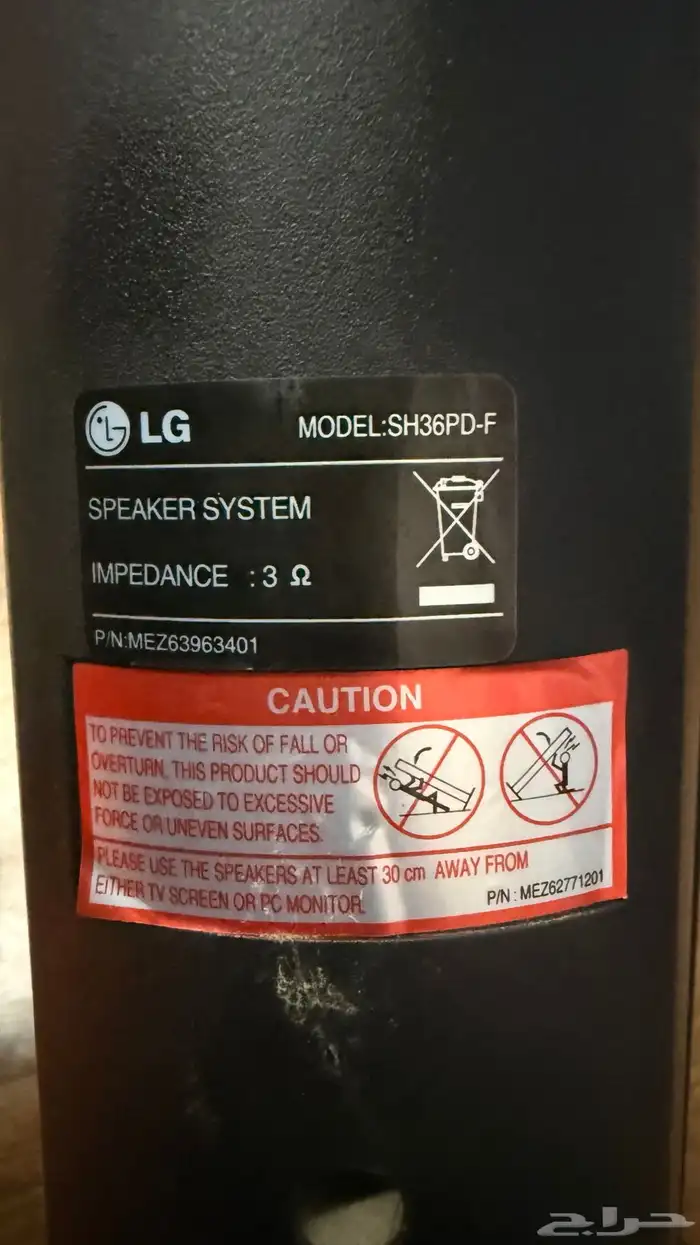 LG MODEL:SH36PD-F
SPEAKER SYSTEM
IMPEDANCE : 3 Ω
P/N:MEZ63963401
CAUTION
TO PREVENT THE RISK OF FALL OR
OVERTURN, THIS PRODUCT SHOULD
NOT BE EXPOSED TO EXCESSIVE
FORCE OR UNEVEN SURFACES.
PLEASE USE THE SPEAKERS AT LEAST 30 cm AWAY FROM
EITHER TV SCREEN OR PC MONITOR.
P/N : MEZ62771201
حراج